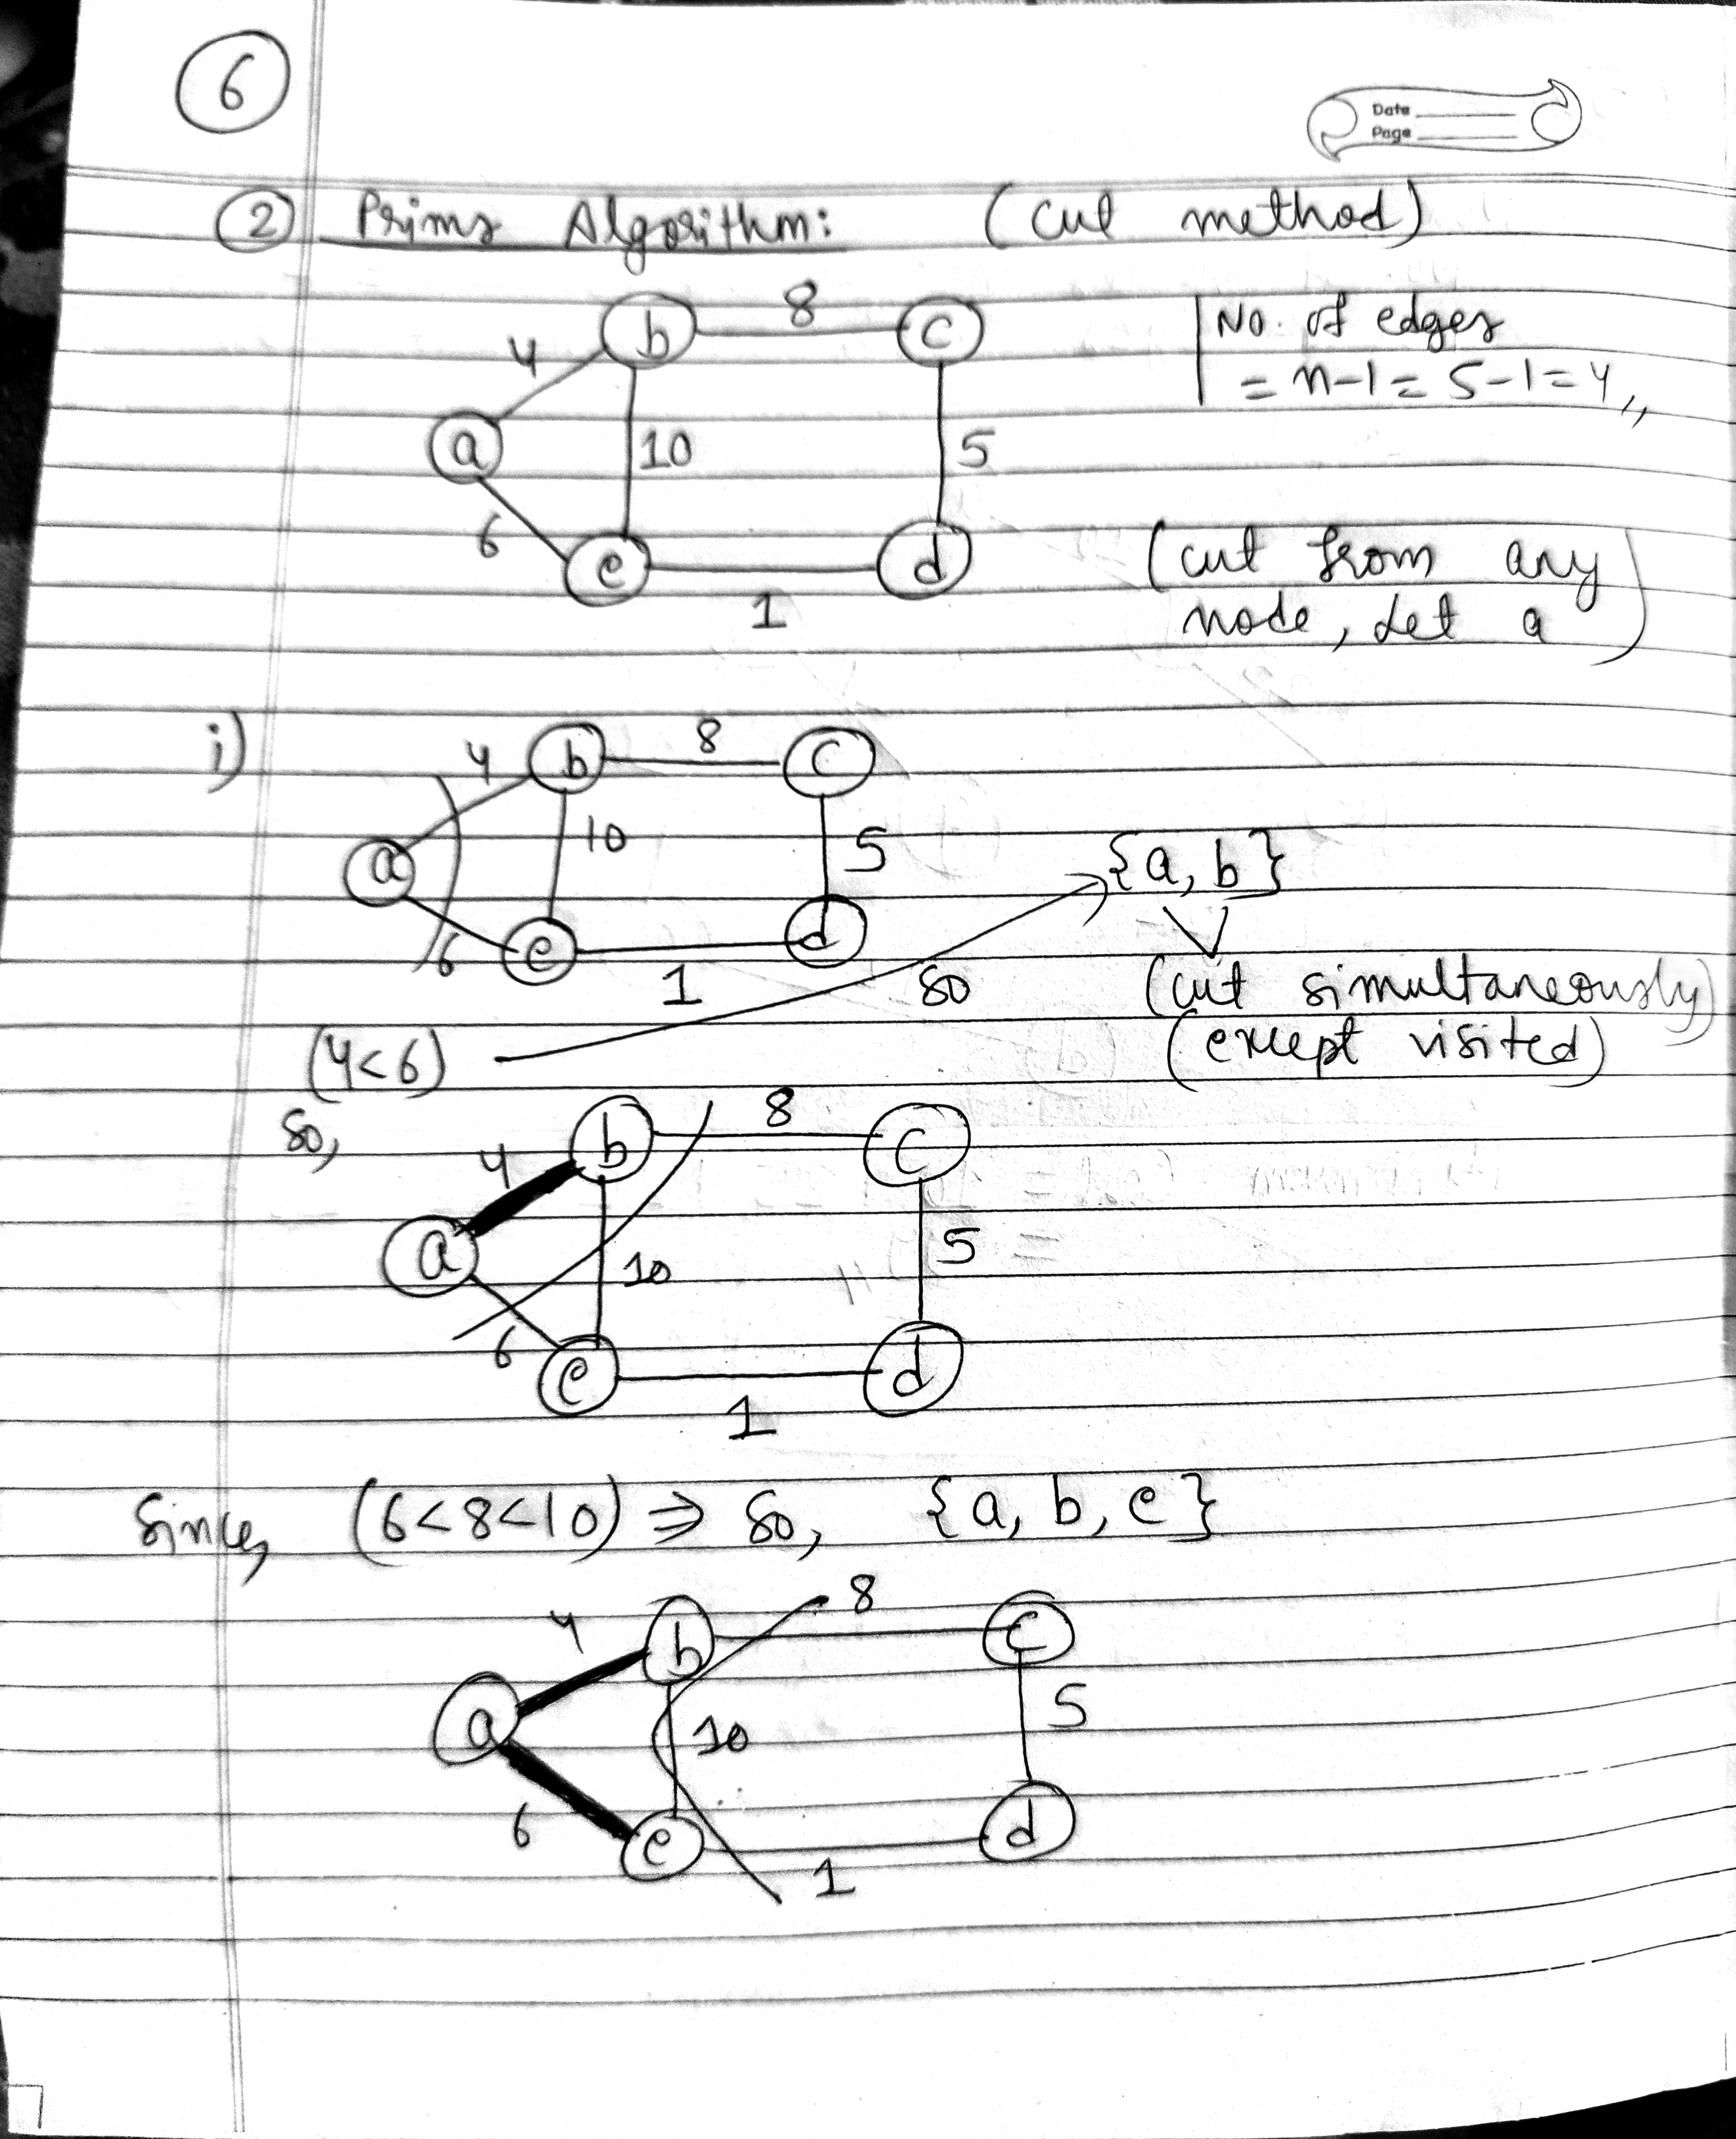 6
Date
Page
2 Prims Algorithm: (cut method)
b 8 c
4
a 10 5
6
e d
1
No. of edges
= n-1 = 5-1=4,,
(cut from any
node, let a)
i)
4 b 8 c
10
a 5
6 e d
1
{a, b}
so
(cut simultaneously)
(except visited)
(4<6)
So,
4 b 8 c
a 10 5
6
e d
1
Since, (6<8<10) ⇒ So, {a, b, e}
4 b 8 c
a 10 5
6 e d
1